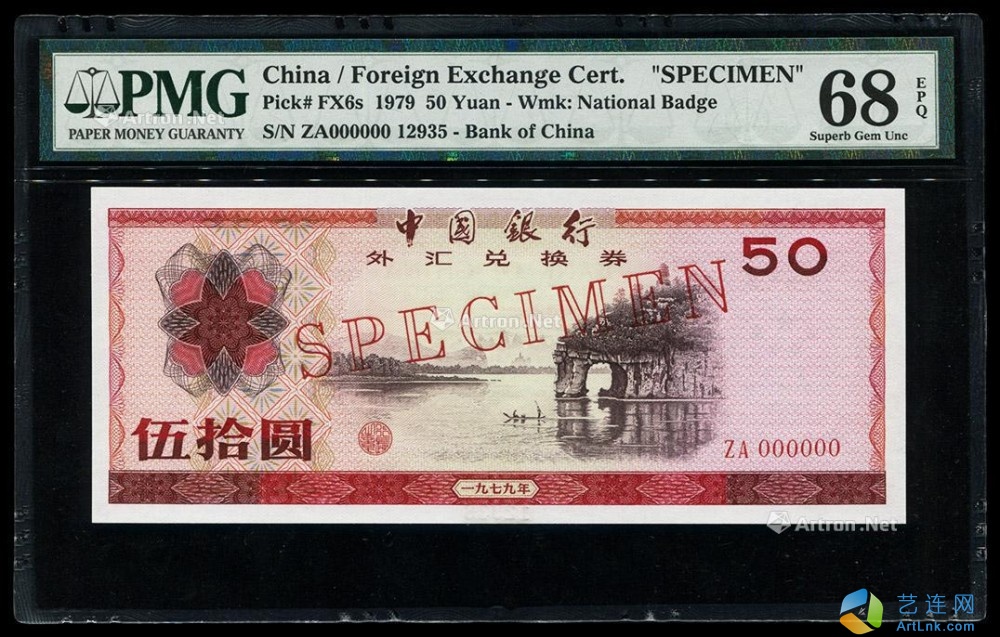 PMG
PAPER MONEY GUARANTY
China / Foreign Exchange Cert. "SPECIMEN"
Pick# FX6s 1979 50 Yuan - Wmk: National Badge
S/N ZA000000 12935 - Bank of China
68
EPQ
Superb Gem Unc
中国銀行
外汇兑换券
50
SPECIMEN
Artron.Net
伍拾圆
ZA 000000
一九七九年
Artron.Net
艺连网
ArtLnk.com